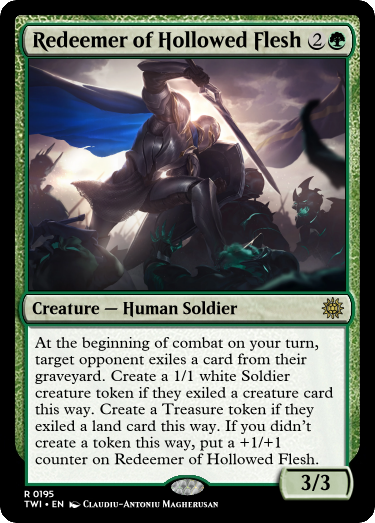 Redeemer of Hollowed Flesh 2
Creature — Human Soldier
At the beginning of combat on your turn,
target opponent exiles a card from their
graveyard. Create a 1/1 white Soldier
creature token if they exiled a creature card
this way. Create a Treasure token if they
exiled a land card this way. If you didn't
create a token this way, put a +1/+1
counter on Redeemer of Hollowed Flesh.
3/3
R 0195
TWI • EN Claudiu-Antoniu Magherusan